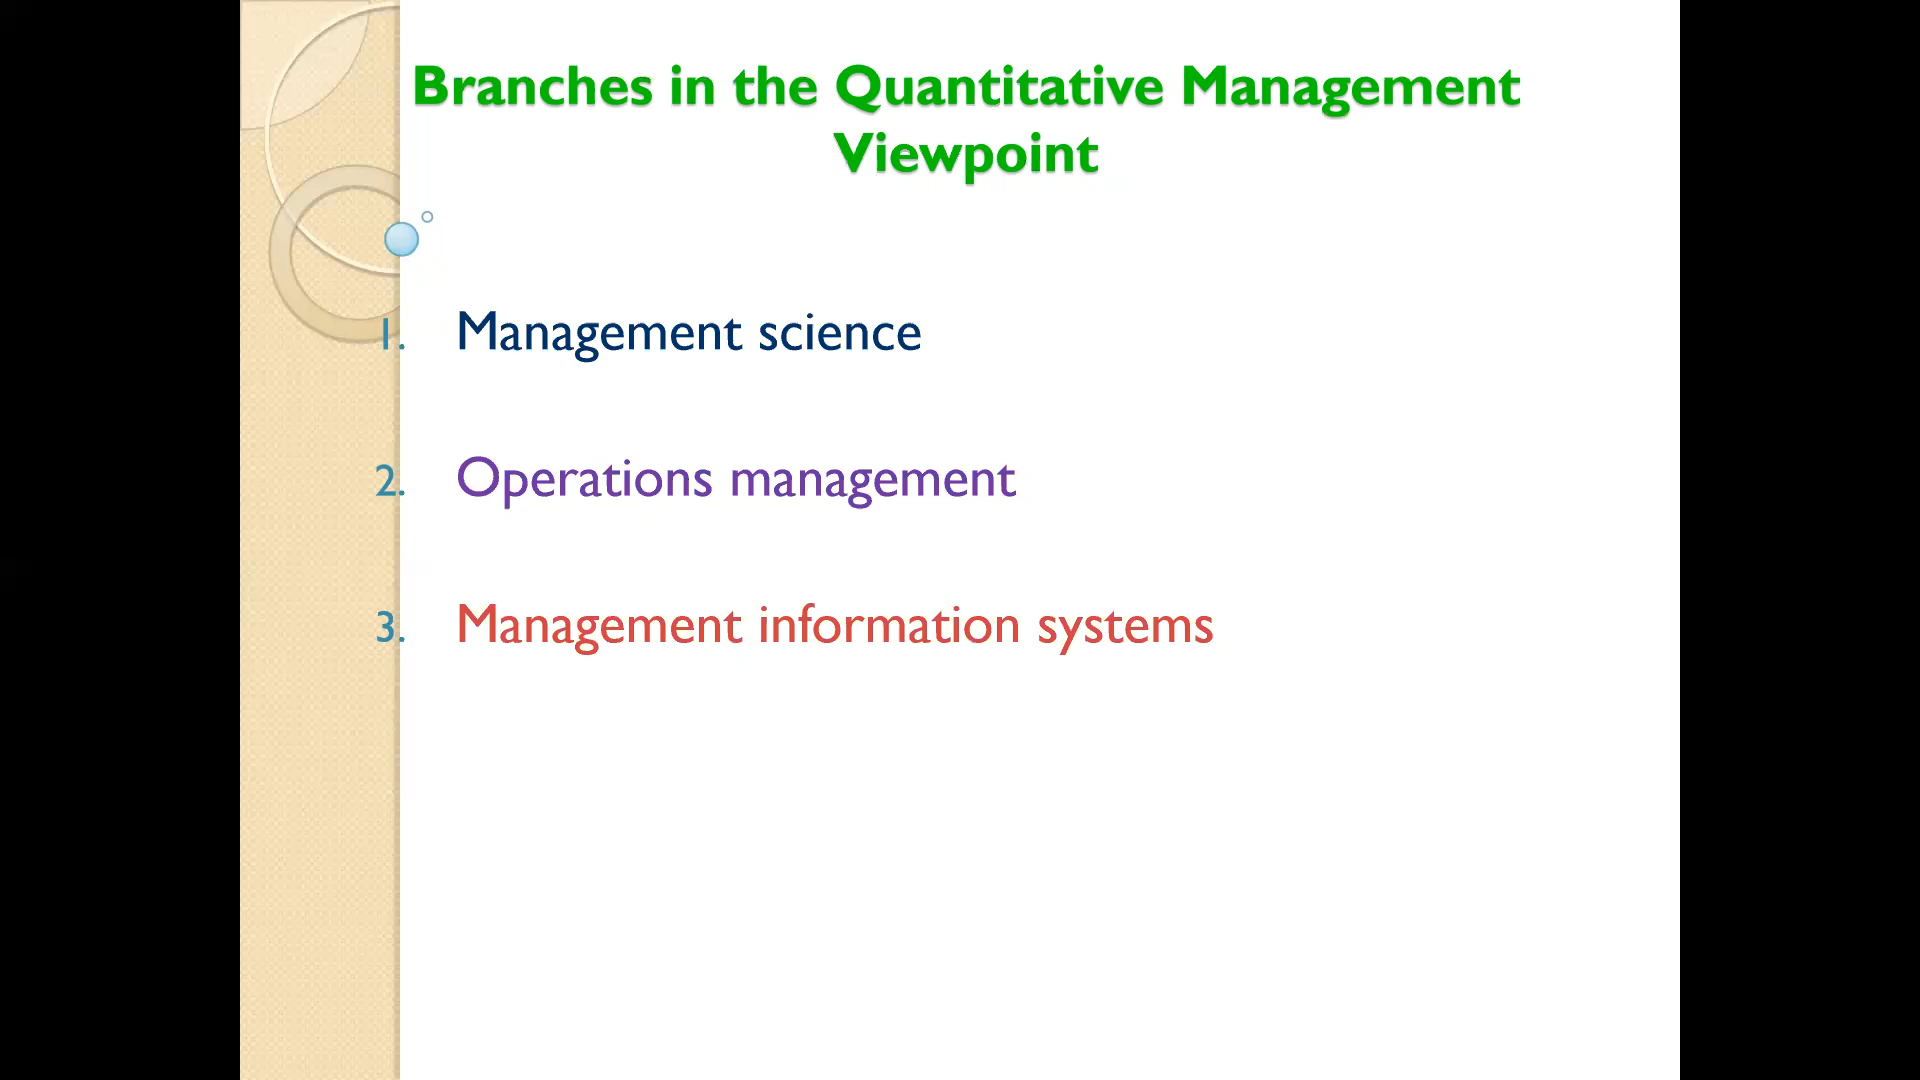 Branches in the Quantitative Management
Viewpoint
1. Management science
2. Operations management
3. Management information systems